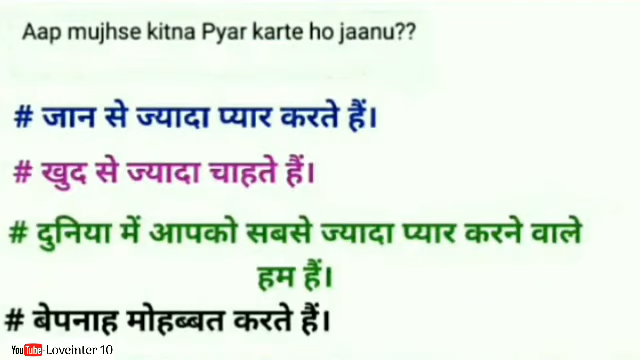 Aap mujhse kitna Pyar karte ho jaanu??
# जान से ज्यादा प्यार करते हैं।
# खुद से ज्यादा चाहते हैं।
# दुनिया में आपको सबसे ज्यादा प्यार करने वाले
हम हैं।
# बेपनाह मोहब्बत करते हैं।
YouTube-Loveinter 10